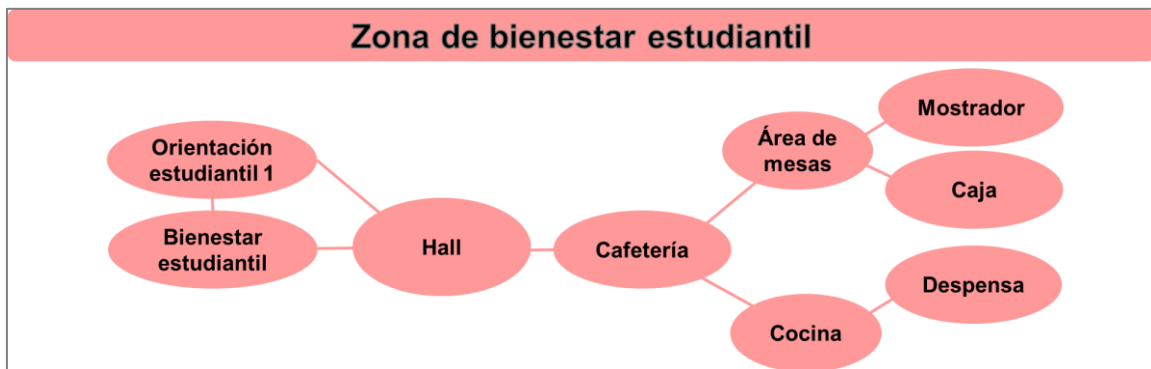 Zona de bienestar estudiantil
Orientación
estudiantil 1
Bienestar
estudiantil
Hall
Cafetería
Área de
mesas
Mostrador
Caja
Cocina
Despensa